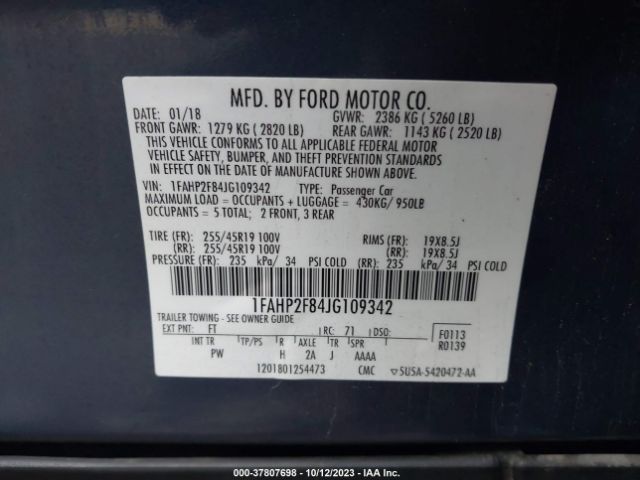 MFD. BY FORD MOTOR CO.
DATE: 01/18 GVWR: 2386 KG ( 5260 LB)
FRONT GAWR: 1279 KG ( 2820 LB) REAR GAWR: 1143 KG ( 2520 LB)
THIS VEHICLE CONFORMS TO ALL APPLICABLE FEDERAL MOTOR
VEHICLE SAFETY, BUMPER, AND THEFT PREVENTION STANDARDS
IN EFFECT ON THE DATE OF MANUFACTURE SHOWN ABOVE.
VIN: 1FAHP2F84JG109342 TYPE: Passenger Car
MAXIMUM LOAD = OCCUPANTS + LUGGAGE = 430KG/ 950LB
OCCUPANTS = 5 TOTAL; 2 FRONT, 3 REAR
TIRE (FR): 255/45R19 100V RIMS (FR): 19X8.5J
(RR): 255/45R19 100V (RR): 19X8.5J
PRESSURE (FR): 235 kPa/ 34 PSI COLD (RR): 235 kPa/ 34 PSI COLD
1FAHP2F84JG109342
TRAILER TOWING - SEE OWNER GUIDE
EXT PNT: FT RC: 71 DSO: F0113
INT TR TP/PS R AXLE TR SPR R0139
PW H 2A J AAAA
1201801254473 CMC ▽SUSA-5420472-AA
000-37807698 - 10/12/2023 - IAA Inc.